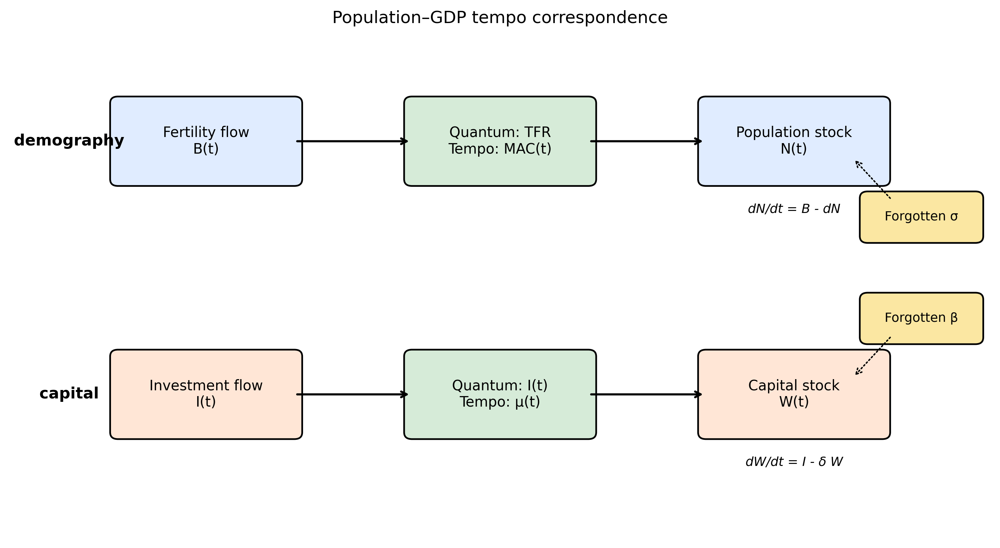 Population–GDP tempo correspondence
demography
Fertility flow
B(t)
Quantum: TFR
Tempo: MAC(t)
Population stock
N(t)
dN/dt = B - dN
Forgotten σ
Forgotten β
capital
Investment flow
I(t)
Quantum: I(t)
Tempo: μ(t)
Capital stock
W(t)
dW/dt = I - δ W